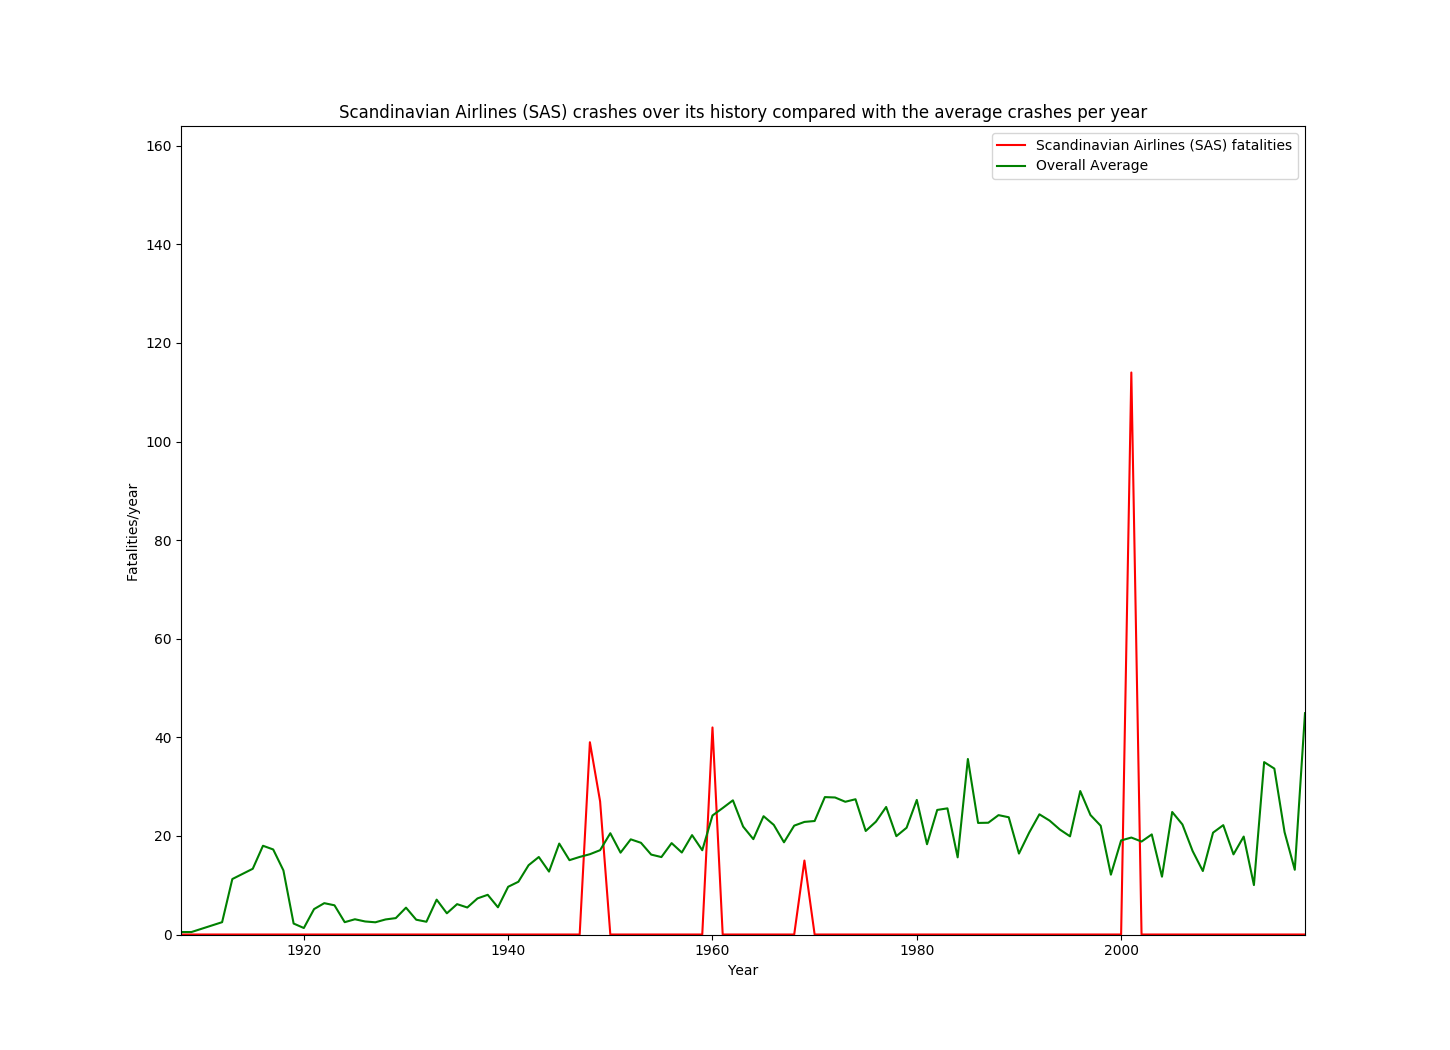 Scandinavian Airlines (SAS) crashes over its history compared with the average crashes per year
Scandinavian Airlines (SAS) fatalities
Overall Average
160
140
120
100
80
60
40
20
0
Fatalities/year
1920
1940
1960
1980
2000
Year